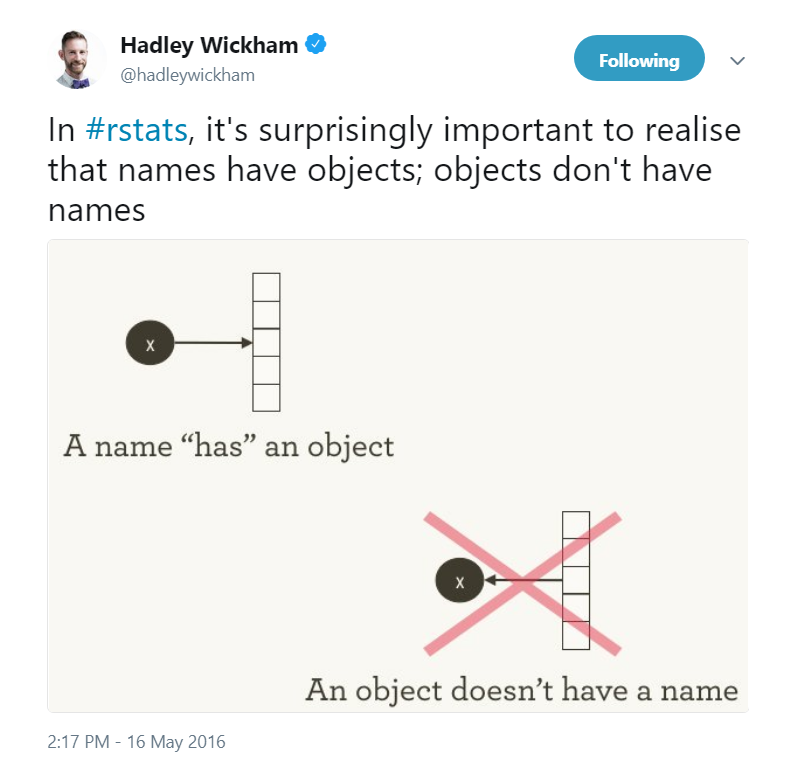 Hadley Wickham
@hadleywickham
Following
In #rstats, it's surprisingly important to realise
that names have objects; objects don't have
names
x
A name “has” an object
x
An object doesn’t have a name
2:17 PM - 16 May 2016